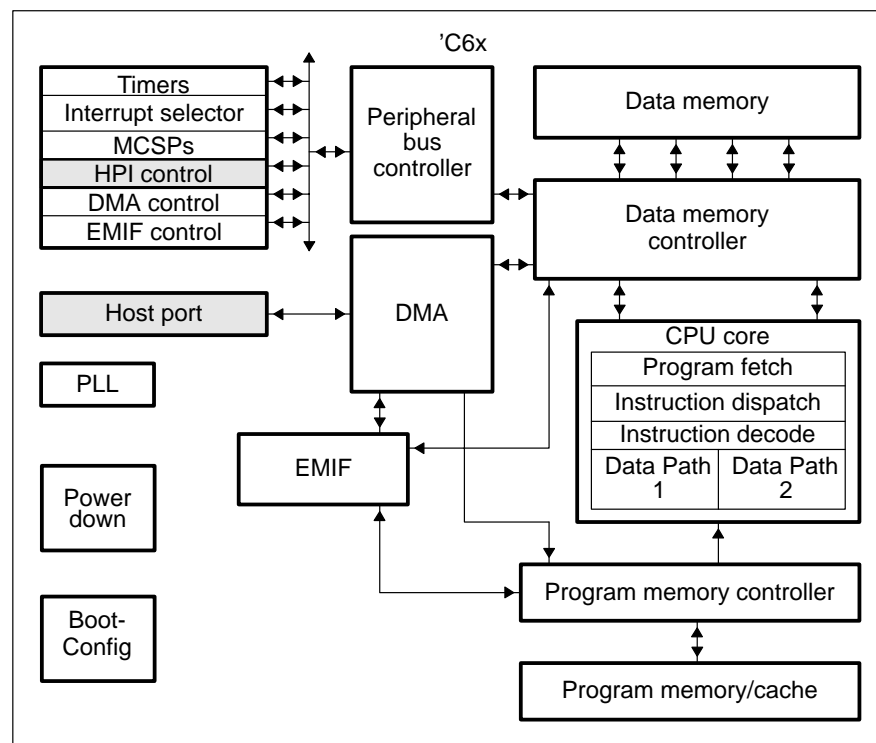 ’C6x
Timers
Interrupt selector
MCSPs
HPI control
DMA control
EMIF control
Peripheral
bus
controller
Data memory
Data memory
controller
Host port
DMA
PLL
CPU core
Program fetch
Instruction dispatch
Instruction decode
Data Path
1
Data Path
2
EMIF
Power
down
Program memory controller
Boot-
Config
Program memory/cache